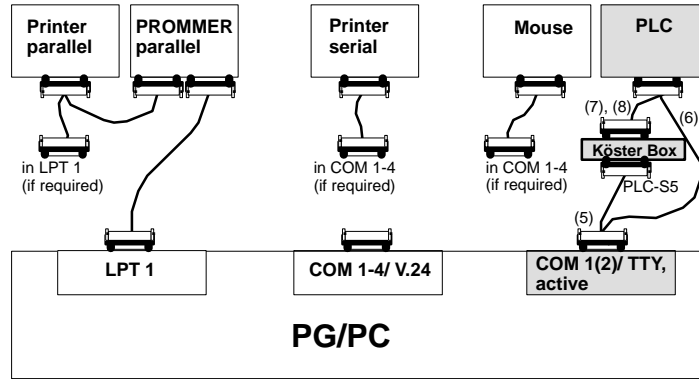 Printer
parallel
PROMMER
parallel
Printer
serial
Mouse
PLC
in LPT 1
(if required)
in COM 1-4
(if required)
in COM 1-4
(if required)
(7), (8)
(6)
Köster Box
PLC-S5
(5)
LPT 1
COM 1-4/ V.24
COM 1(2)/ TTY,
active
PG/PC